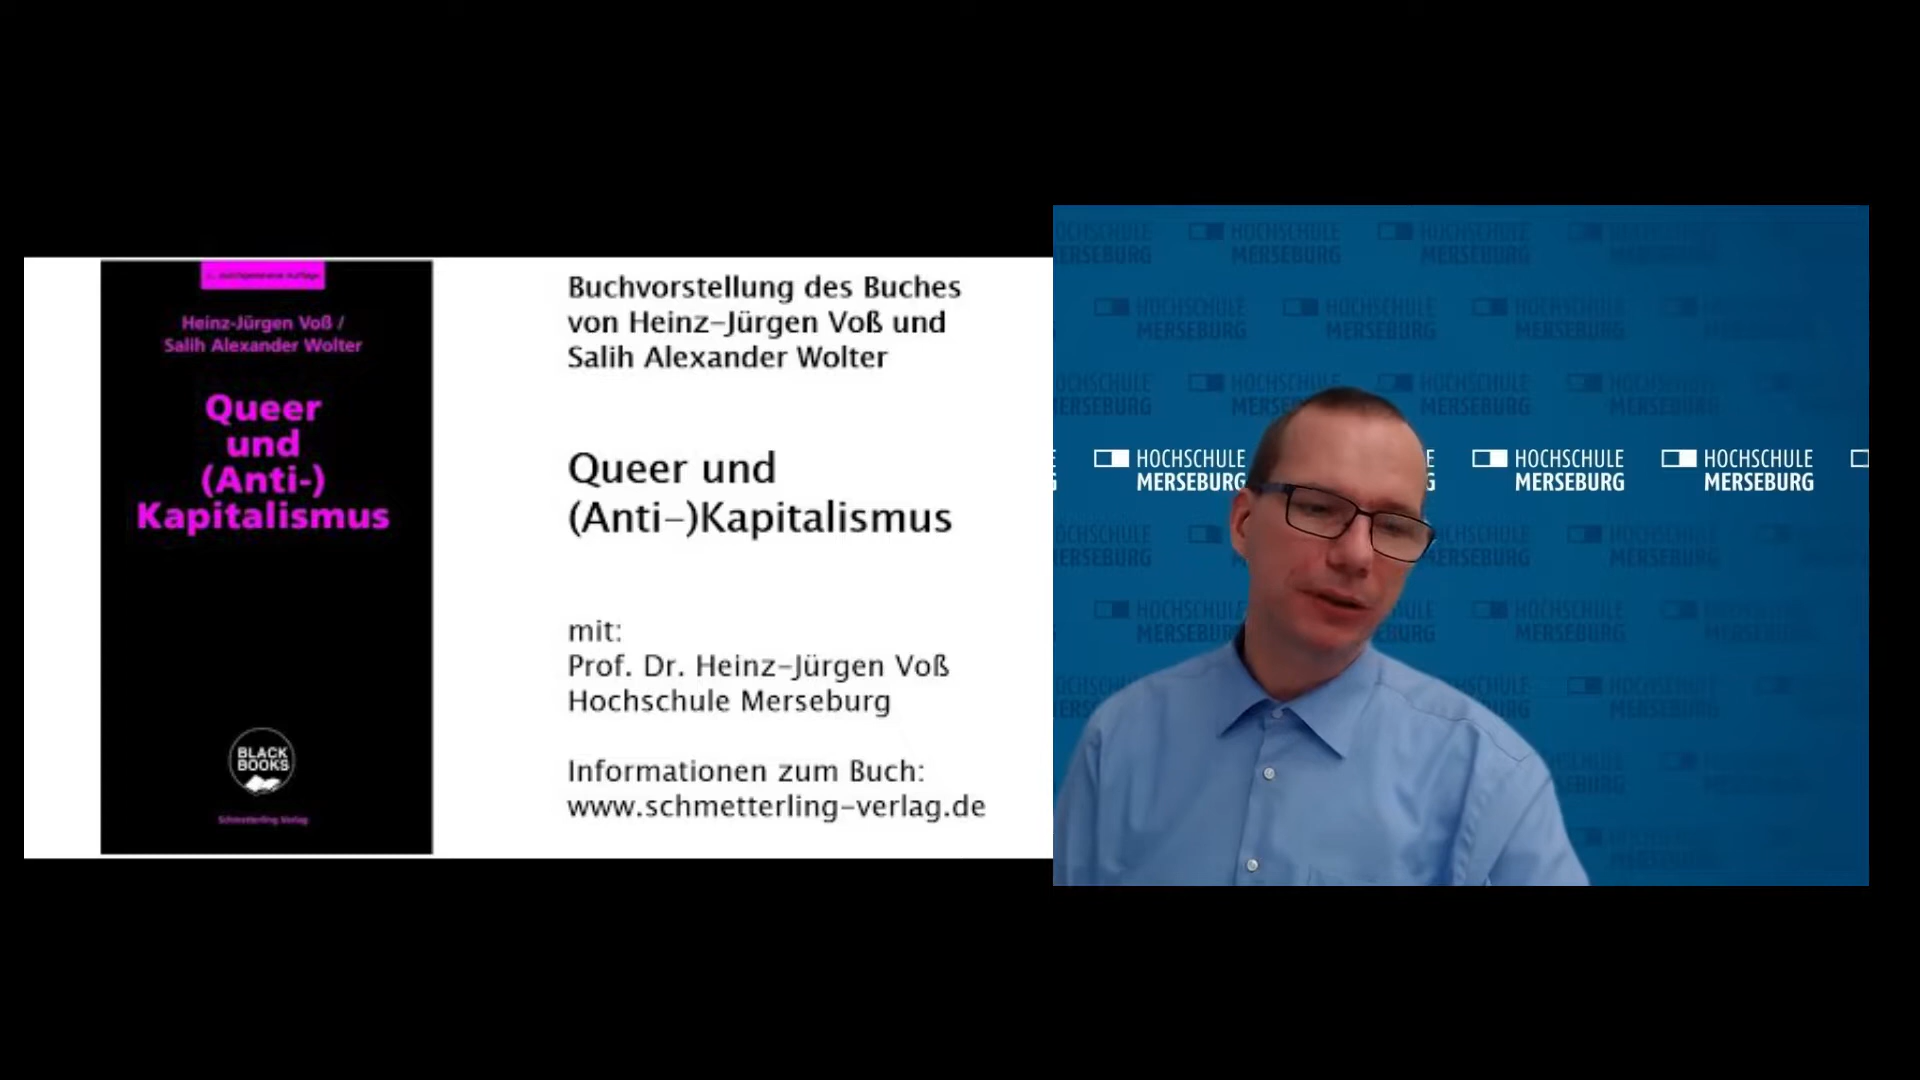 Heinz-Jürgen Voß /
Salih Alexander Wolter
Queer
und
(Anti-)
Kapitalismus
BLACK
BOOKS
Schmetterling Verlag
Buchvorstellung des Buches
von Heinz-Jürgen Voß und
Salih Alexander Wolter
Queer und
(Anti-)Kapitalismus
mit:
Prof. Dr. Heinz-Jürgen Voß
Hochschule Merseburg
Informationen zum Buch:
www.schmetterling-verlag.de
HOCHSCHULE
MERSEBURG
HOCHSCHULE
MERSEBURG
HOCHSCHULE
MERSEBURG